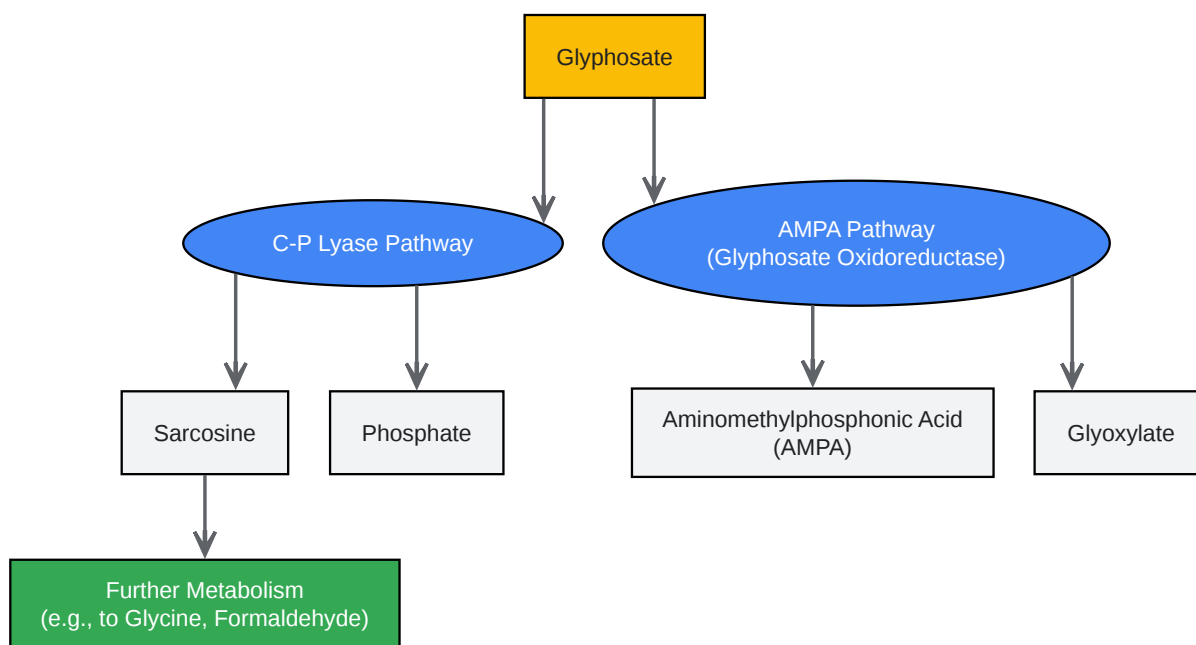 Glyphosate
C-P Lyase Pathway
AMPA Pathway
(Glyphosate Oxidoreductase)
Sarcosine
Phosphate
Aminomethylphosphonic Acid
(AMPA)
Glyoxylate
Further Metabolism
(e.g., to Glycine, Formaldehyde)